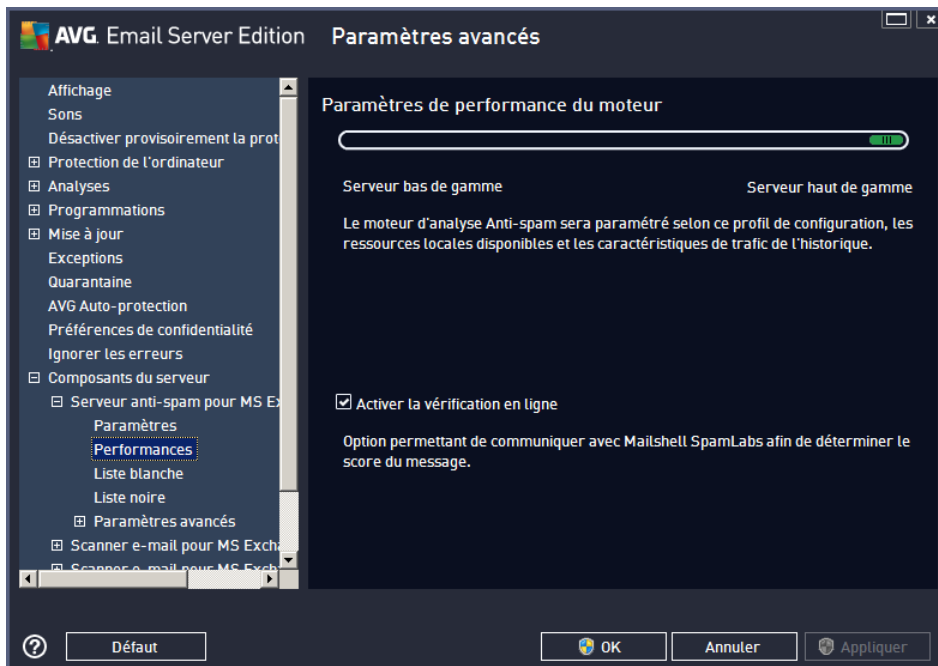 AVG. Email Server Edition Paramètres avancés
Affichage
Sons
Désactiver provisoirement la prot
Protection de l'ordinateur
Analyses
Programmations
Mise à jour
Exceptions
Quarantaine
AVG Auto-protection
Préférences de confidentialité
Ignorer les erreurs
Composants du serveur
Serveur anti-spam pour MS Ex
Paramètres
Performances
Liste blanche
Liste noire
Paramètres avancés
Scanner e-mail pour MS Excha
Scanner e-mail pour MS Exch
Paramètres de performance du moteur
Serveur bas de gamme Serveur haut de gamme
Le moteur d'analyse Anti-spam sera paramétré selon ce profil de configuration, les
ressources locales disponibles et les caractéristiques de trafic de l'historique.
Activer la vérification en ligne
Option permettant de communiquer avec Mailshell SpamLabs afin de déterminer le
score du message.
? Défaut OK Annuler Appliquer